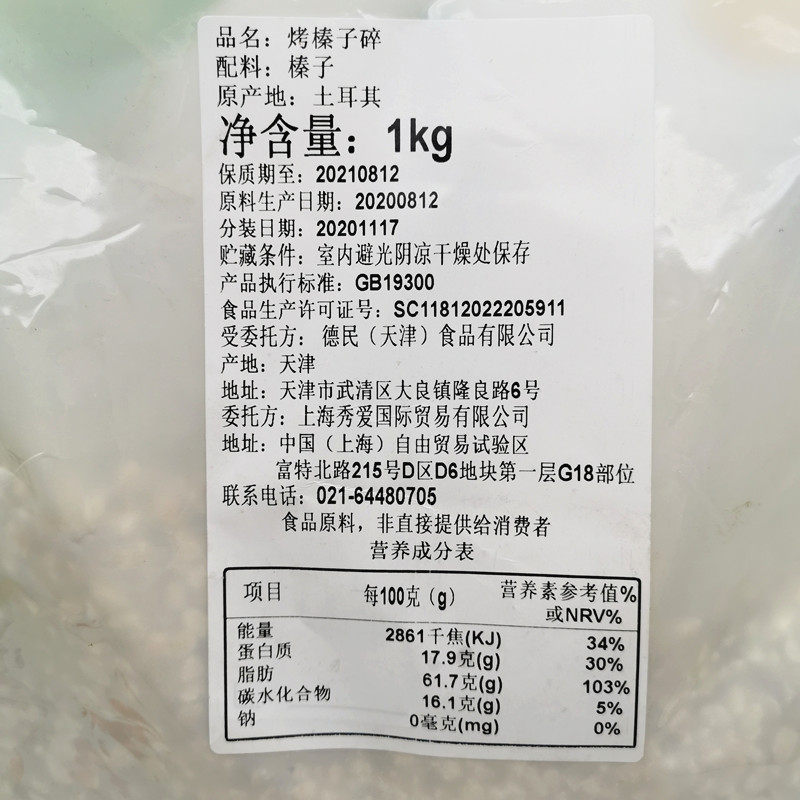 品名：烤榛子碎
配料：榛子
原产地：土耳其
净含量：1kg
保质期至：20210812
原料生产日期：20200812
分装日期：20201117
贮藏条件：室内避光阴凉干燥处保存
产品执行标准：GB19300
食品生产许可证号：SC11812022205911
受委托方：德民（天津）食品有限公司
产地：天津
地址：天津市武清区大良镇隆良路6号
委托方：上海秀爱国际贸易有限公司
地址：中国（上海）自由贸易试验区
富特北路215号D区D6地块第一层G18部位
联系电话：021-64480705
食品原料，非直接提供给消费者
营养成分表
项目 每100克（g） 营养素参考值%
或NRV%
能量 2861千焦(KJ) 34%
蛋白质 17.9克(g) 30%
脂肪 61.7克(g) 103%
碳水化合物 16.1克(g) 5%
钠 0毫克(mg) 0%